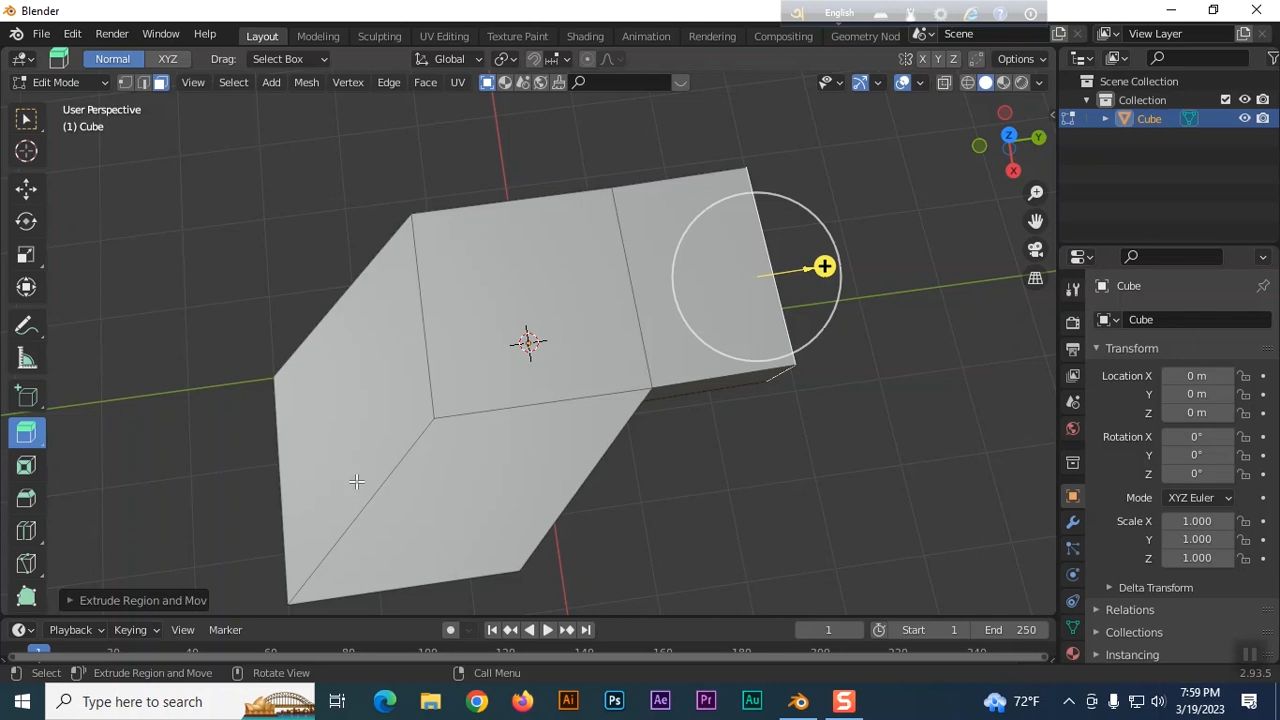 Blender
English
File Edit Render Window Help
Layout Modeling Sculpting UV Editing Texture Paint Shading Animation Rendering Compositing Geometry Nod
Scene
View Layer
Normal XYZ Drag: Select Box
Global
X Y Z Options
Scene Collection
Edit Mode View Select Add Mesh Vertex Edge Face UV
Collection
User Perspective
(1) Cube
Cube
Z
Y
X
Cube
Cube
Transform
Location X 0 m
Y 0 m
Z 0 m
Rotation X 0°
Y 0°
Z 0°
Mode XYZ Euler
Scale X 1.000
Y 1.000
Z 1.000
Delta Transform
Extrude Region and Mov
Relations
Playback Keying View Marker
1 Start 1 End 250
Collections
Instancing
Select Extrude Region and Move Rotate View Call Menu
2.93.5
Type here to search
Ai Ps Ae Pr Au S
72°F
7:59 PM
3/19/2023